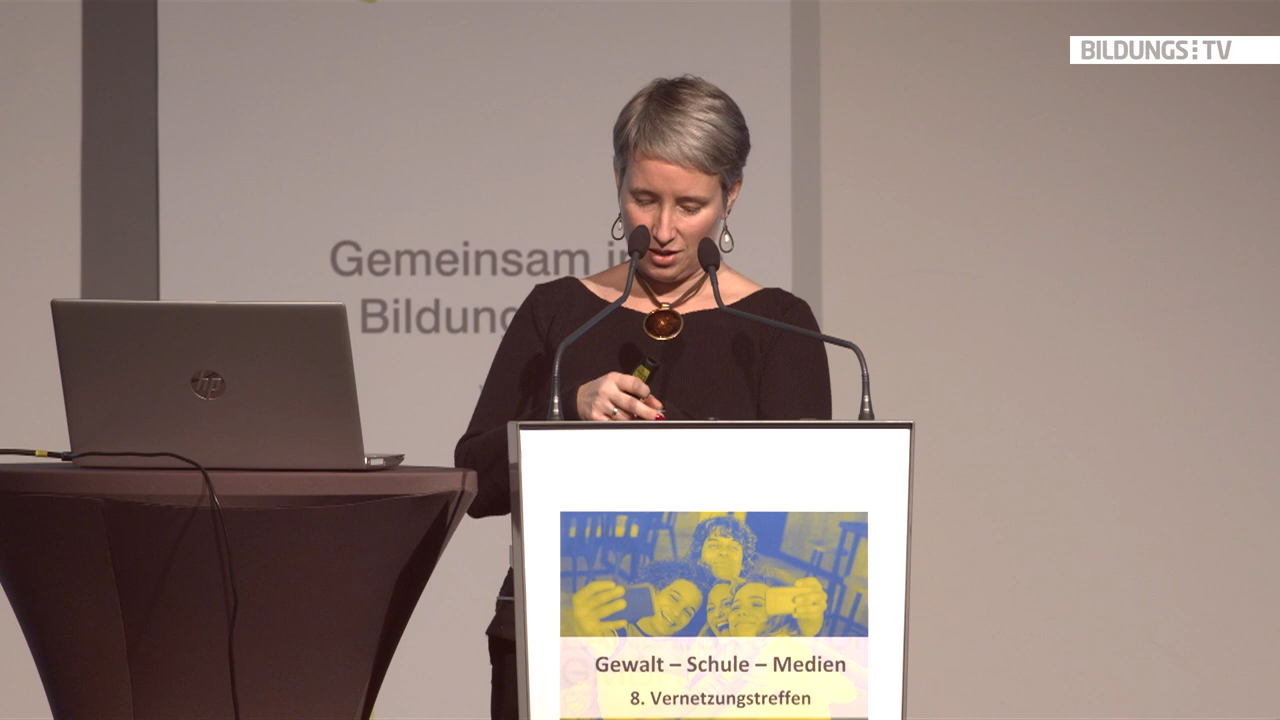 BILDUNGS TV
Gemeinsam
Bildung
hp
Gewalt – Schule – Medien
8. Vernetzungstreffen